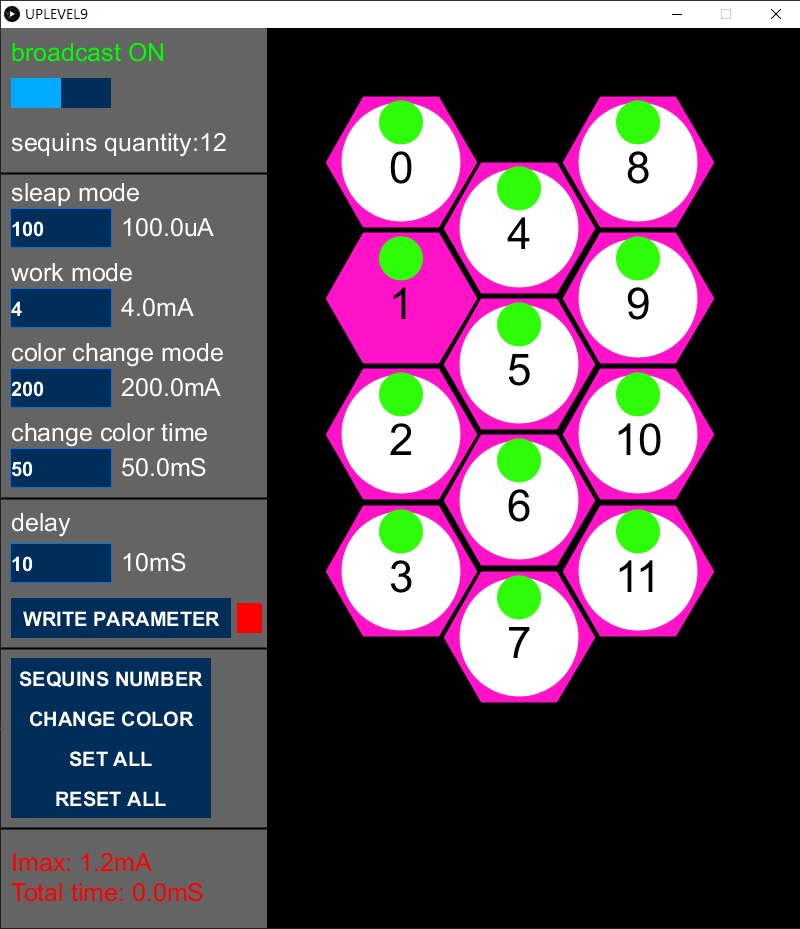 UPLEVEL9
broadcast ON
sequins quantity:12
sleap mode
100 100.0uA
work mode
4 4.0mA
color change mode
200 200.0mA
change color time
50 50.0mS
delay
10 10mS
WRITE PARAMETER
SEQUINS NUMBER
CHANGE COLOR
SET ALL
RESET ALL
Imax: 1.2mA
Total time: 0.0mS
0 8
4
1 9
5
2 10
6
3 11
7